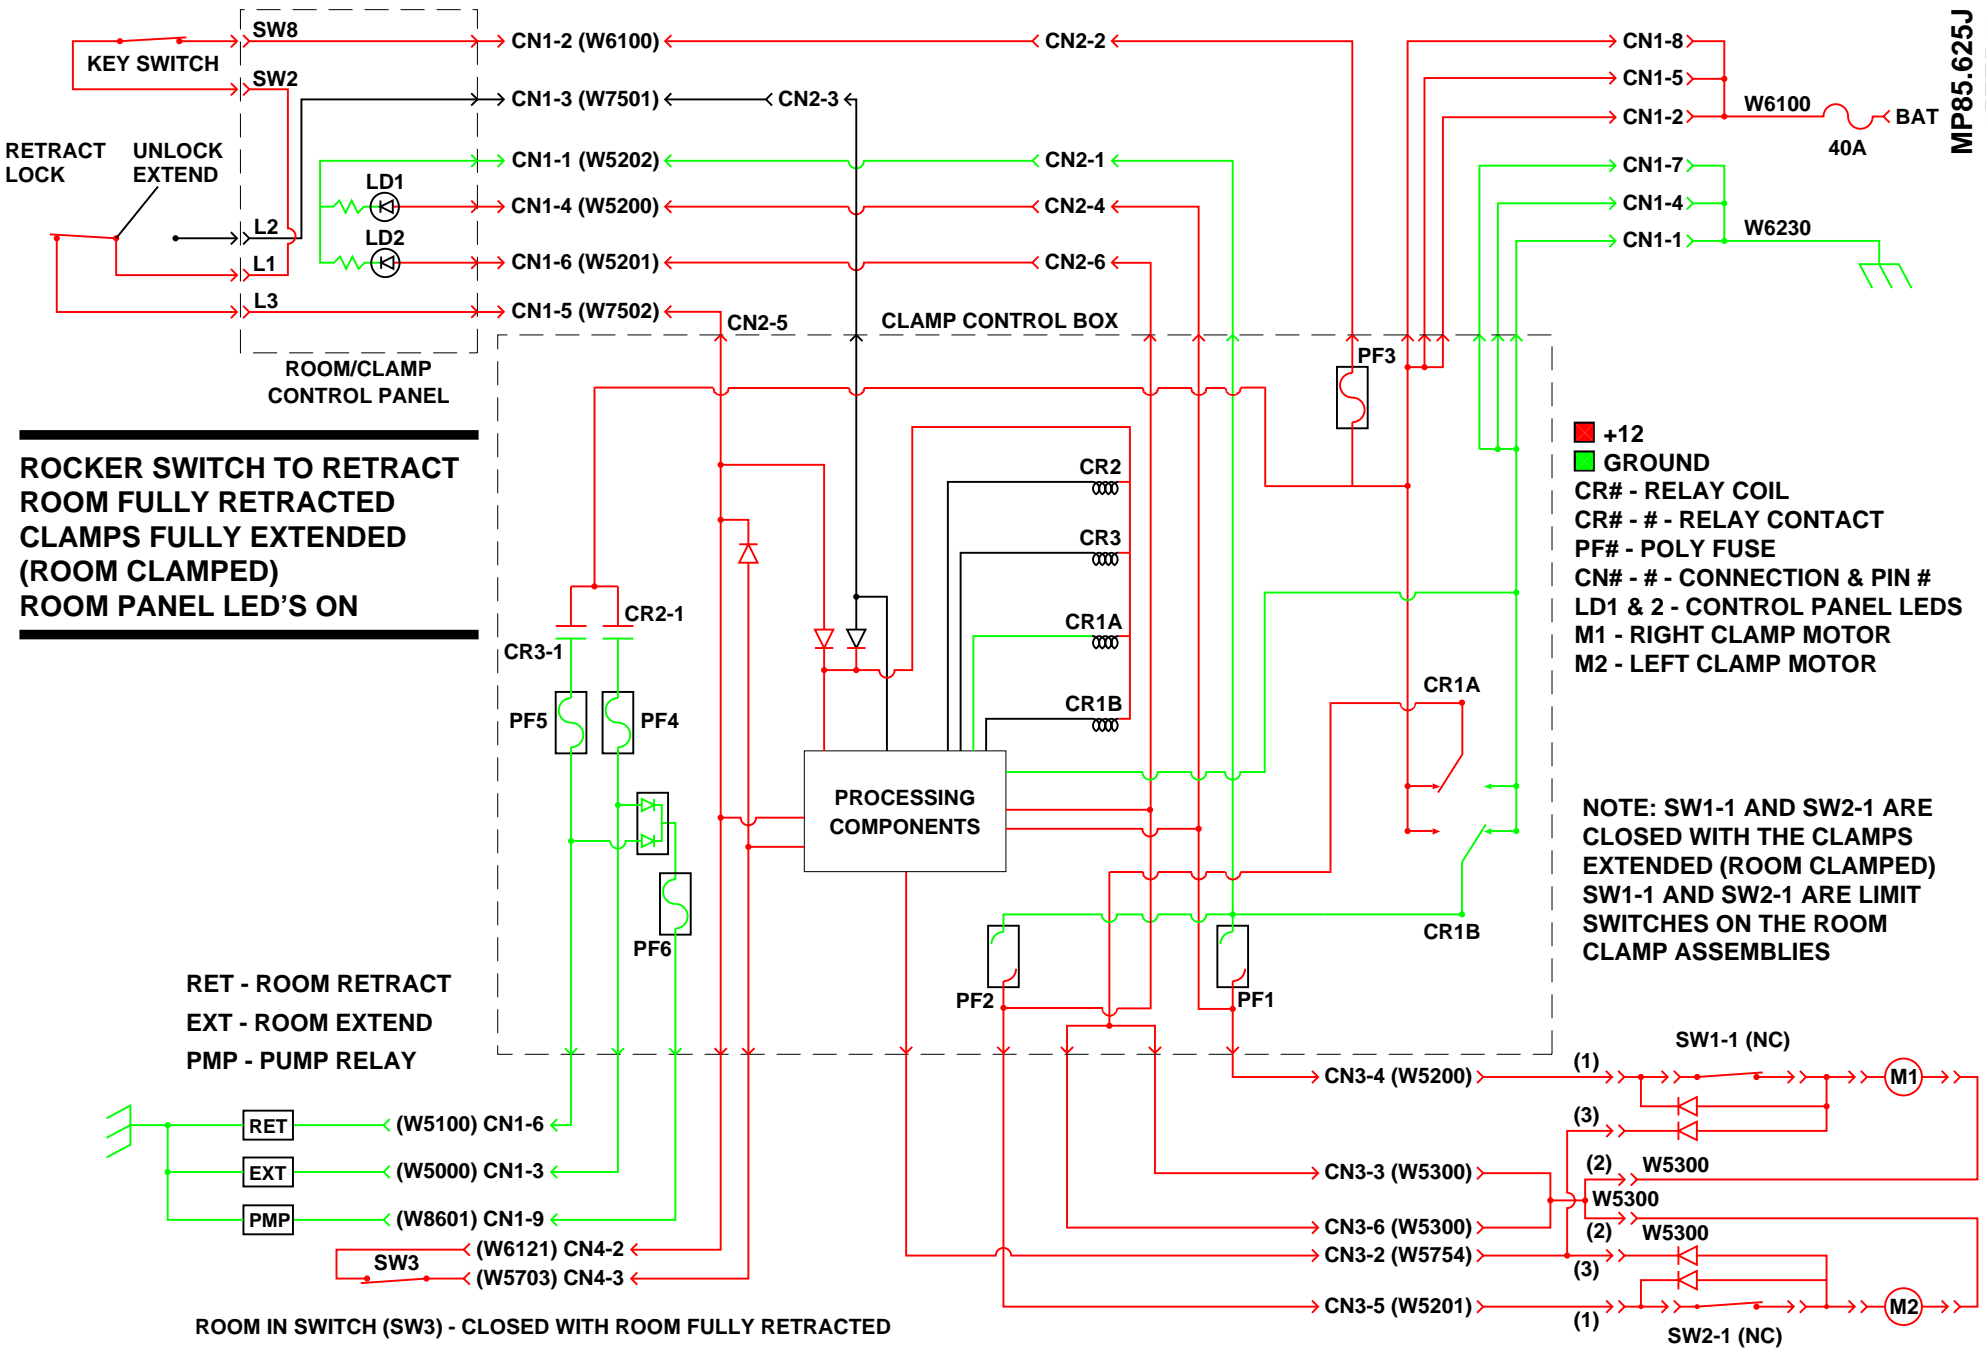 SW8
KEY SWITCH
SW2
RETRACT
LOCK
UNLOCK
EXTEND
L2
L1
L3
LD1
LD2
ROOM/CLAMP
CONTROL PANEL
CN1-2 (W6100)
CN1-3 (W7501)
CN1-1 (W5202)
CN1-4 (W5200)
CN1-6 (W5201)
CN1-5 (W7502)
CN2-2
CN2-3
CN2-1
CN2-4
CN2-6
CN2-5
CLAMP CONTROL BOX
PF3
CN1-8
CN1-5
CN1-2
W6100
40A
BAT
CN1-7
CN1-4
CN1-1
W6230
MP85.625J
ROCKER SWITCH TO RETRACT
ROOM FULLY RETRACTED
CLAMPS FULLY EXTENDED
(ROOM CLAMPED)
ROOM PANEL LED'S ON
+12
GROUND
CR# - RELAY COIL
CR# - # - RELAY CONTACT
PF# - POLY FUSE
CN# - # - CONNECTION & PIN #
LD1 & 2 - CONTROL PANEL LEDS
M1 - RIGHT CLAMP MOTOR
M2 - LEFT CLAMP MOTOR
CR2
CR3
CR1A
CR1B
CR2-1
CR3-1
PF5
PF4
PF6
PROCESSING
COMPONENTS
CR1A
CR1B
PF2
PF1
NOTE: SW1-1 AND SW2-1 ARE
CLOSED WITH THE CLAMPS
EXTENDED (ROOM CLAMPED)
SW1-1 AND SW2-1 ARE LIMIT
SWITCHES ON THE ROOM
CLAMP ASSEMBLIES
RET - ROOM RETRACT
EXT - ROOM EXTEND
PMP - PUMP RELAY
RET
(W5100) CN1-6
EXT
(W5000) CN1-3
PMP
(W8601) CN1-9
(W6121) CN4-2
SW3
(W5703) CN4-3
ROOM IN SWITCH (SW3) - CLOSED WITH ROOM FULLY RETRACTED
SW1-1 (NC)
CN3-4 (W5200)
(1)
M1
(3)
CN3-3 (W5300)
(2)
W5300
W5300
CN3-6 (W5300)
(2)
W5300
CN3-2 (W5754)
(3)
CN3-5 (W5201)
(1)
M2
SW2-1 (NC)